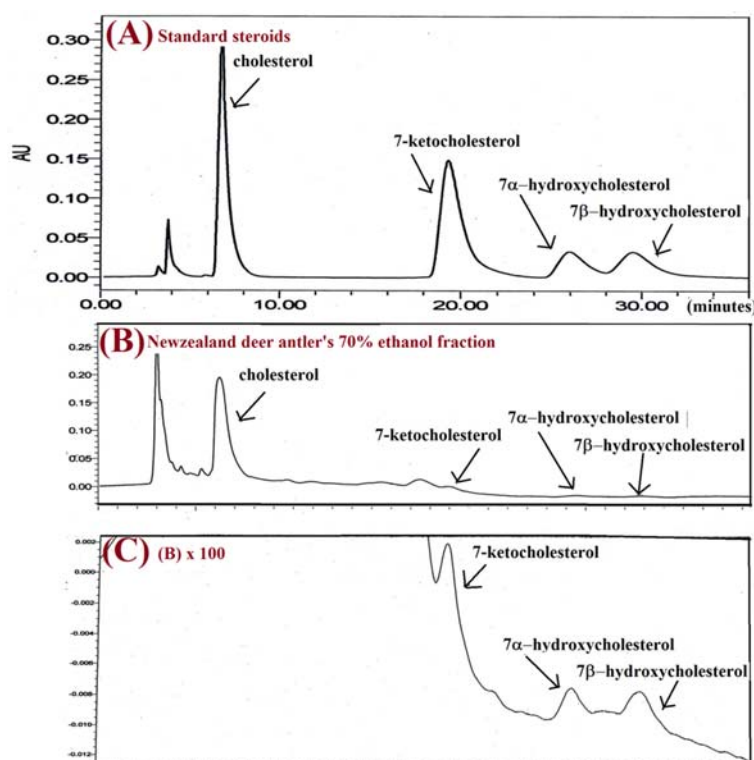 (A) Standard steroids
cholesterol
7-ketocholesterol
7α–hydroxycholesterol
7β–hydroxycholesterol
AU
0.30
0.25
0.20
0.15
0.10
0.05
0.00
0.00 10.00 20.00 30.00 (minutes)
(B) Newzealand deer antler's 70% ethanol fraction
cholesterol
7-ketocholesterol
7α–hydroxycholesterol
7β–hydroxycholesterol
0.25
0.20
0.15
0.10
0.05
0.00
(C) (B) x 100
7-ketocholesterol
7α–hydroxycholesterol
7β–hydroxycholesterol
0.002
0.000
-0.002
-0.004
-0.006
-0.008
-0.010
-0.012